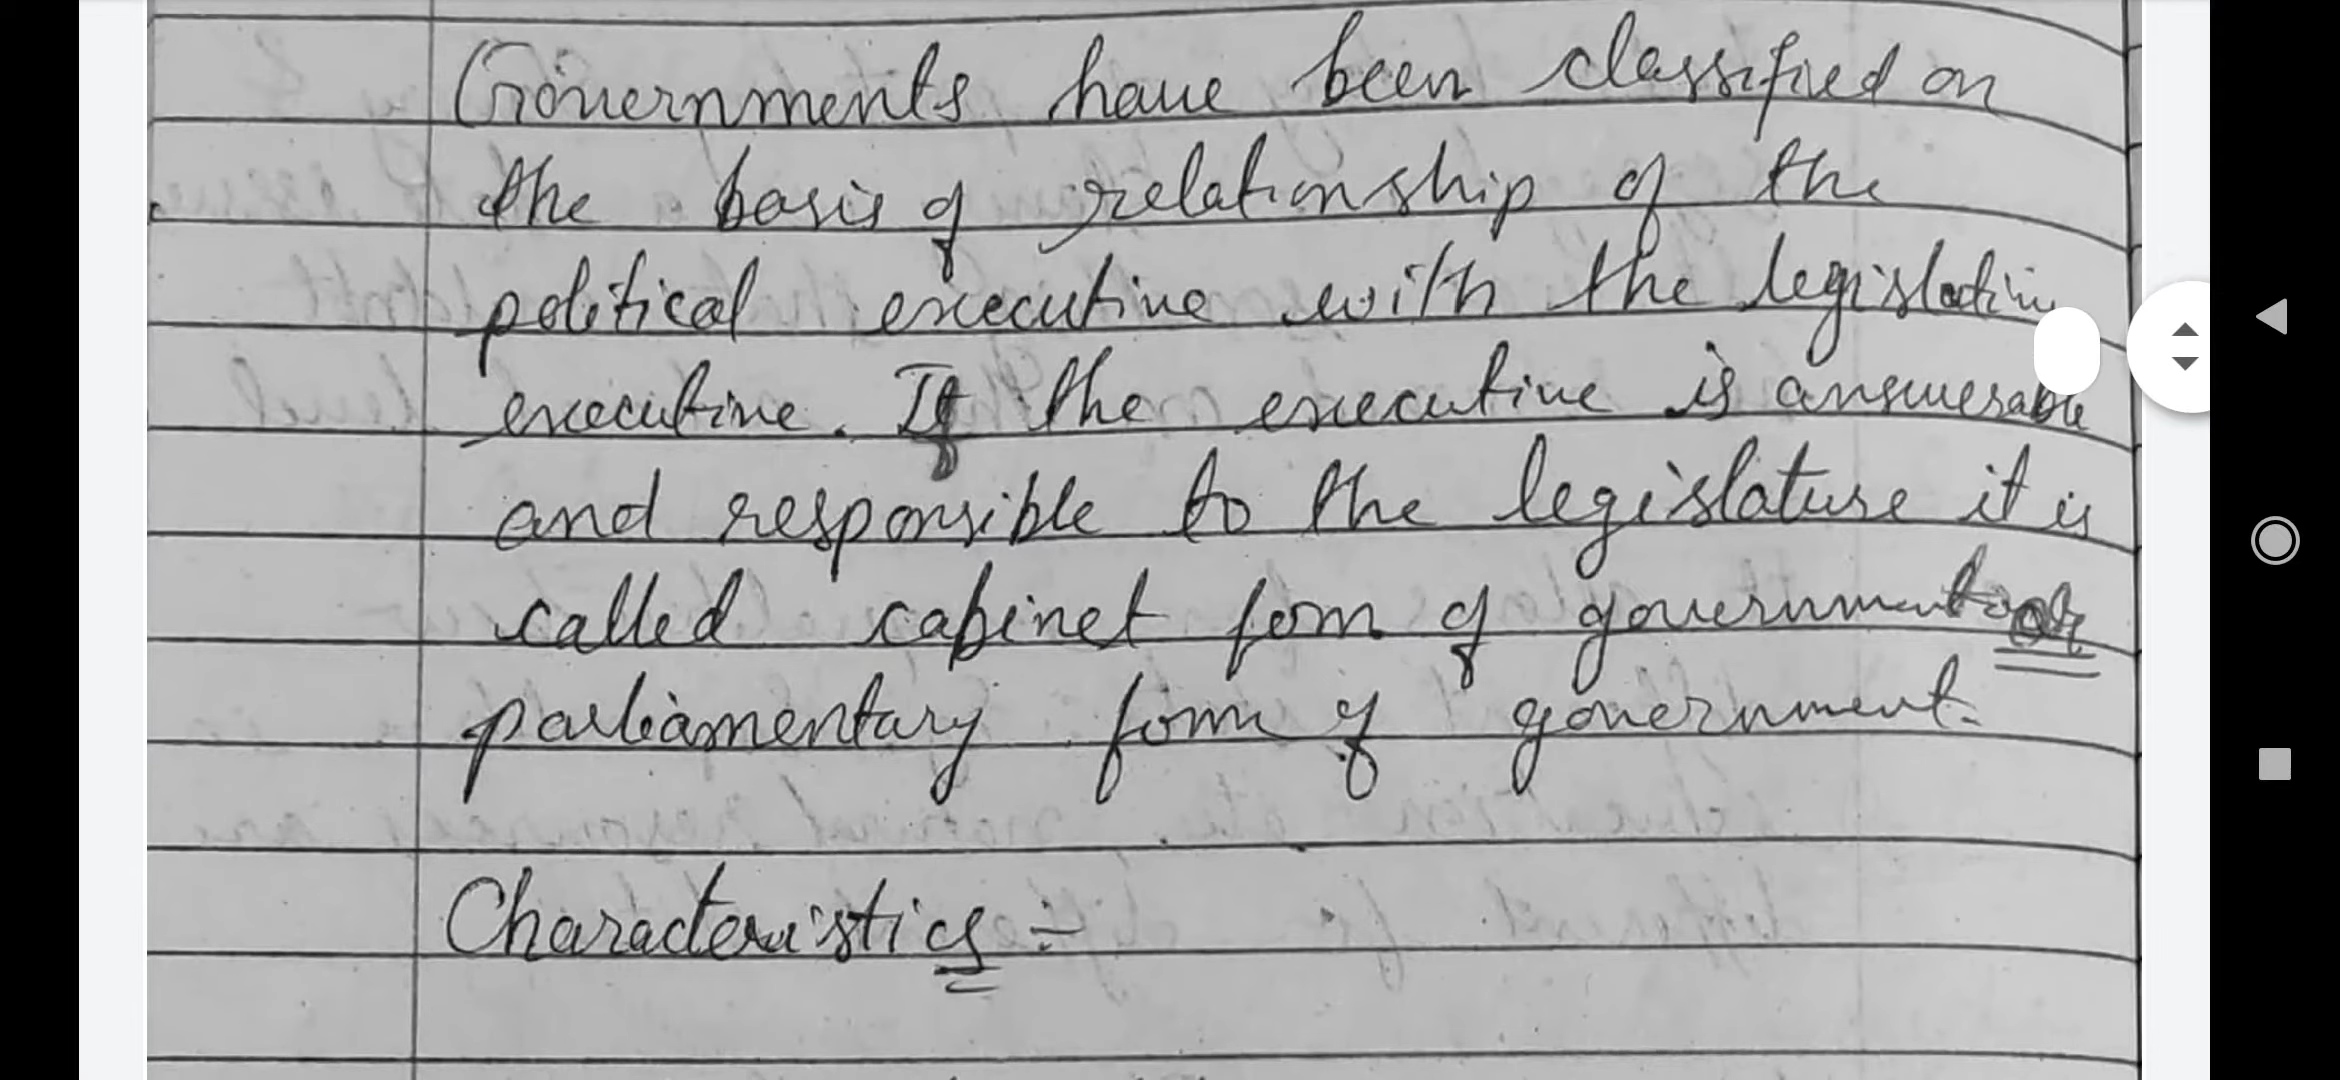 Governments have been classified on
the basis of relationship of the
political executive with the legislative
executive. If the executive is answerable
and responsible to the legislature it is
called cabinet form of government or
parliamentary form of government.
Characteristics :-